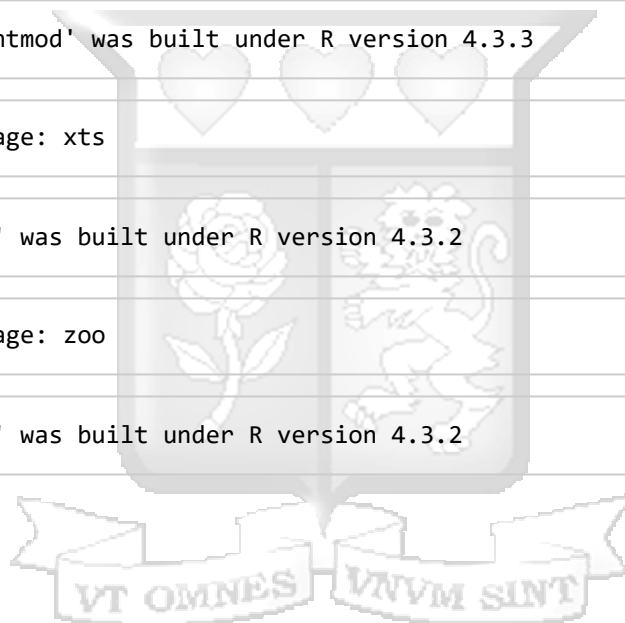 ntmod' was built under R version 4.3.3
age: xts
' was built under R version 4.3.2
age: zoo
' was built under R version 4.3.2
VT OMNES VNVM SINT